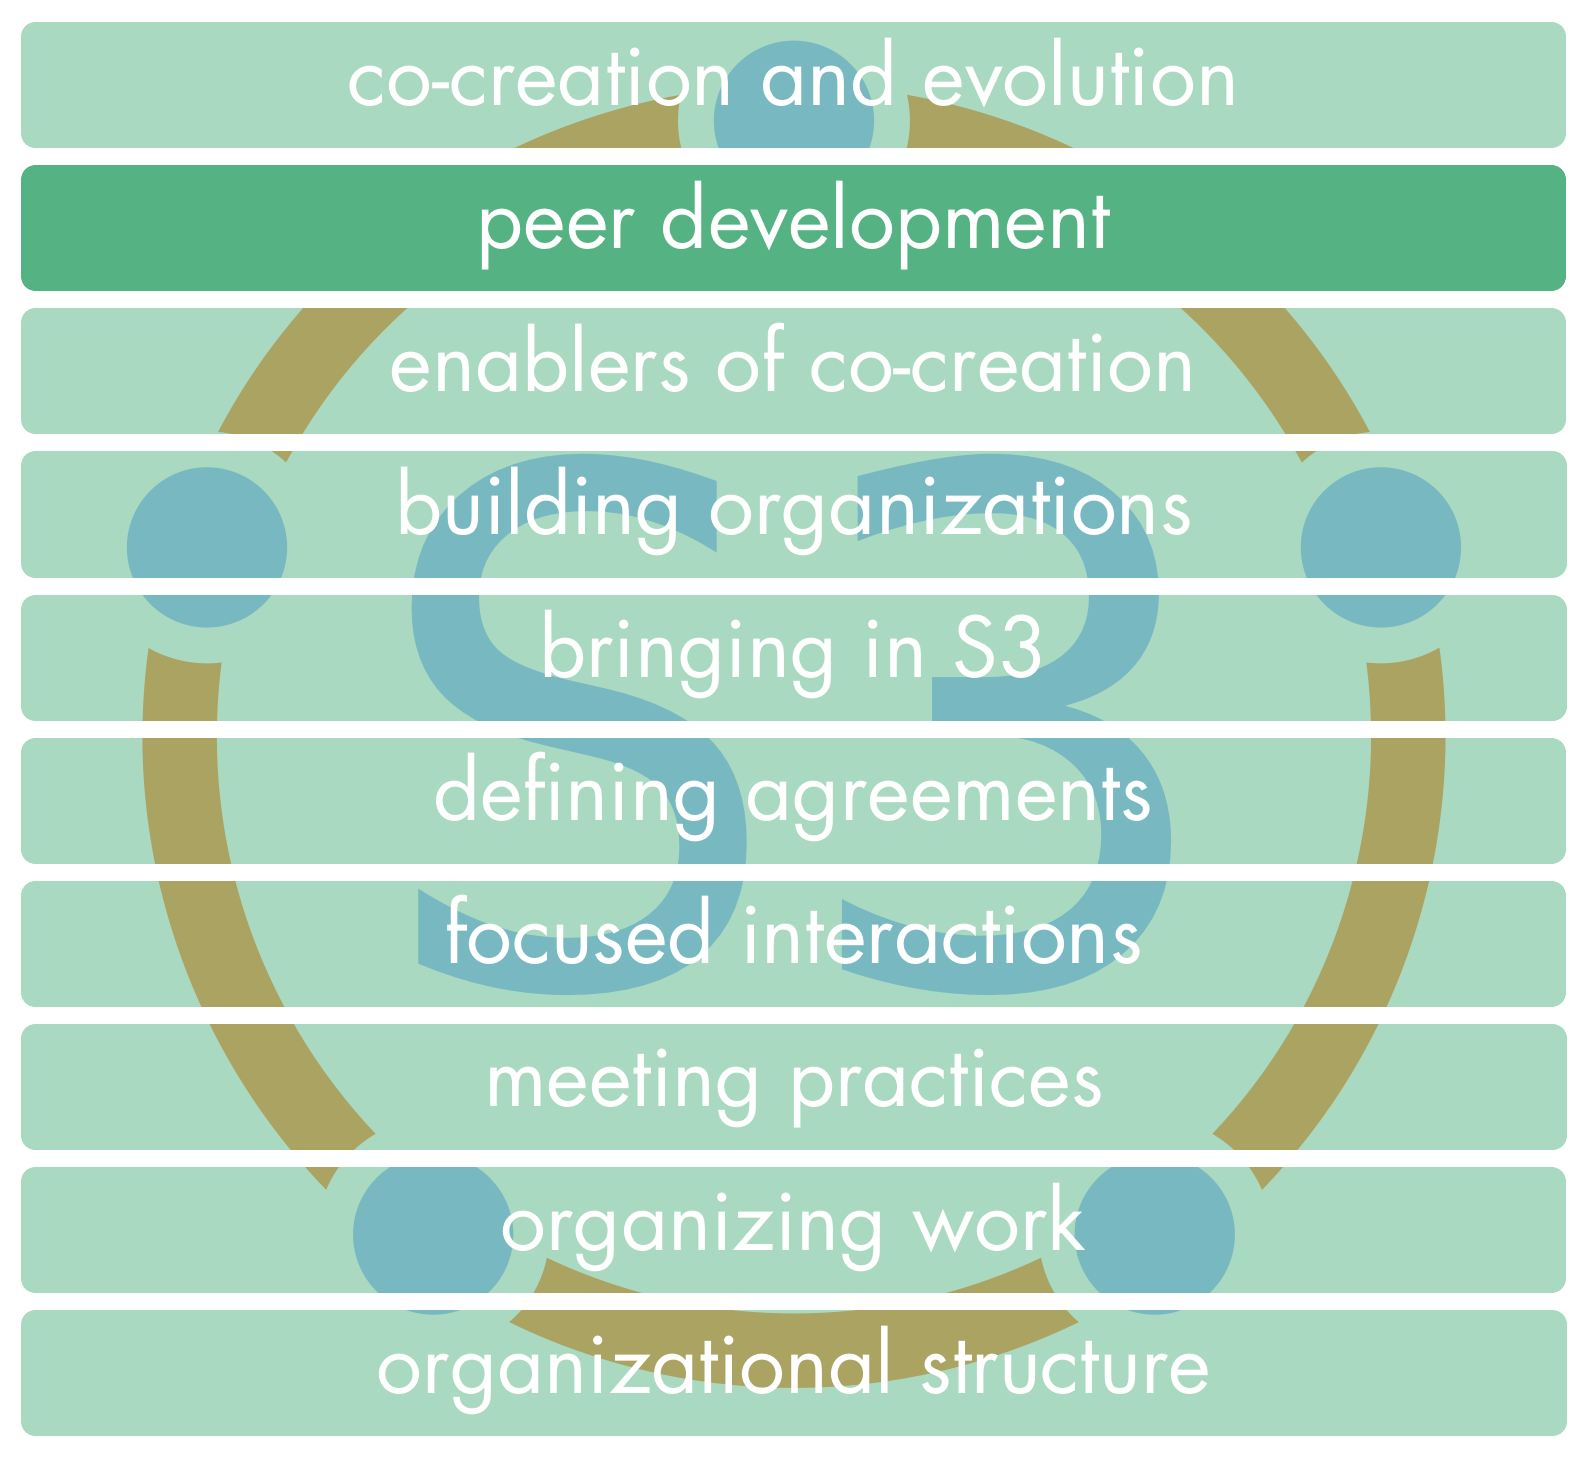 co-creation and evolution
peer development
enablers of co-creation
building organizations
bringing in S3
defining agreements
focused interactions
meeting practices
organizing work
organizational structure
S3